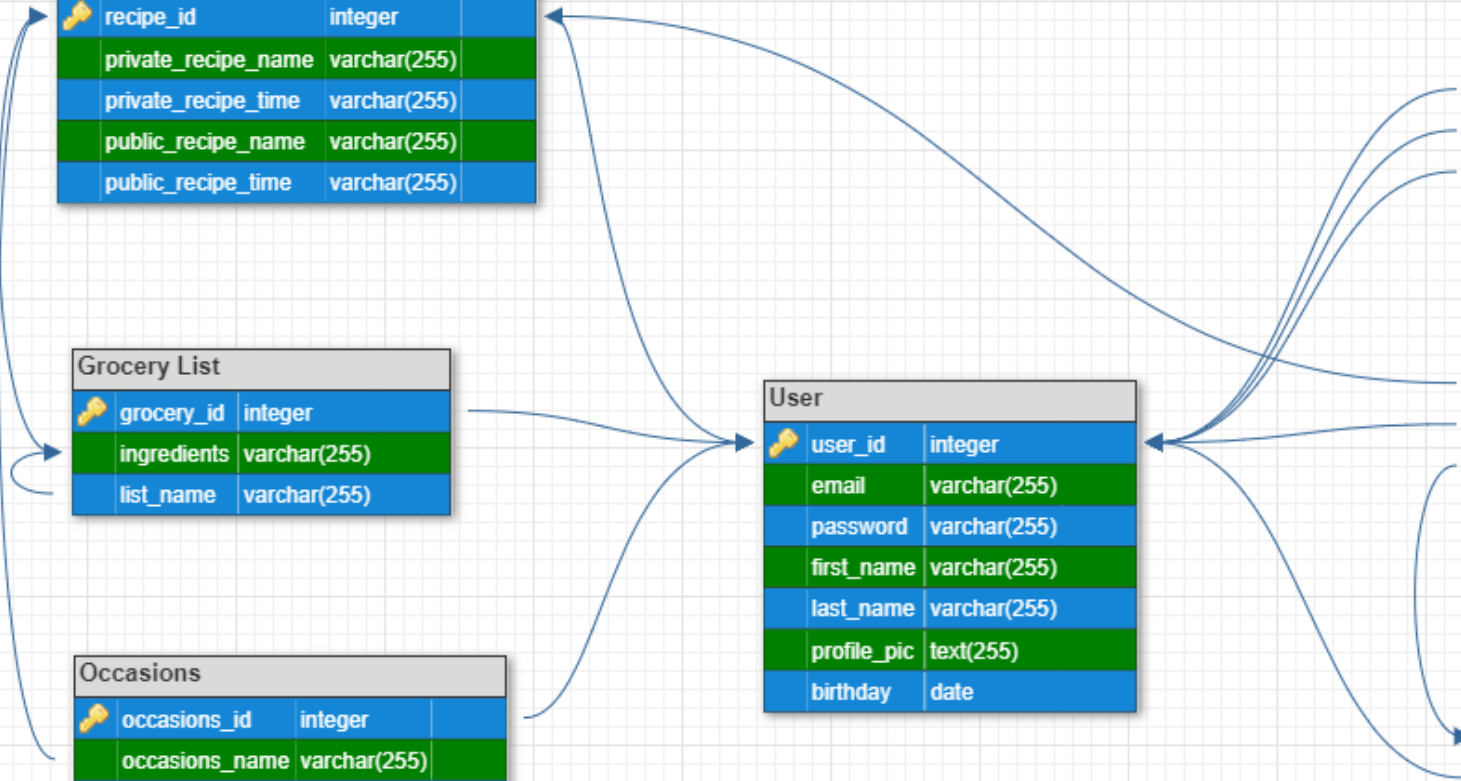 recipe_id integer
private_recipe_name varchar(255)
private_recipe_time varchar(255)
public_recipe_name varchar(255)
public_recipe_time varchar(255)
Grocery List
grocery_id integer
ingredients varchar(255)
list_name varchar(255)
User
user_id integer
email varchar(255)
password varchar(255)
first_name varchar(255)
last_name varchar(255)
profile_pic text(255)
birthday date
Occasions
occasions_id integer
occasions_name varchar(255)